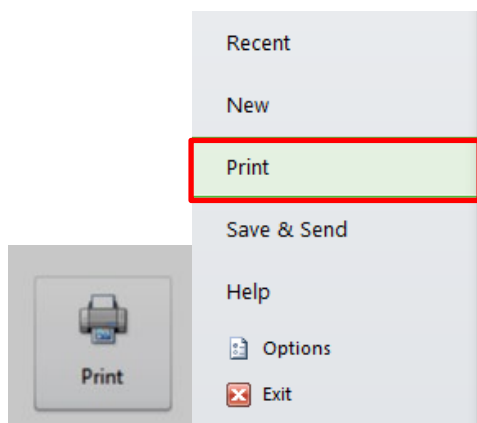 Recent
New
Print
Save & Send
Help
Options
Exit
Print